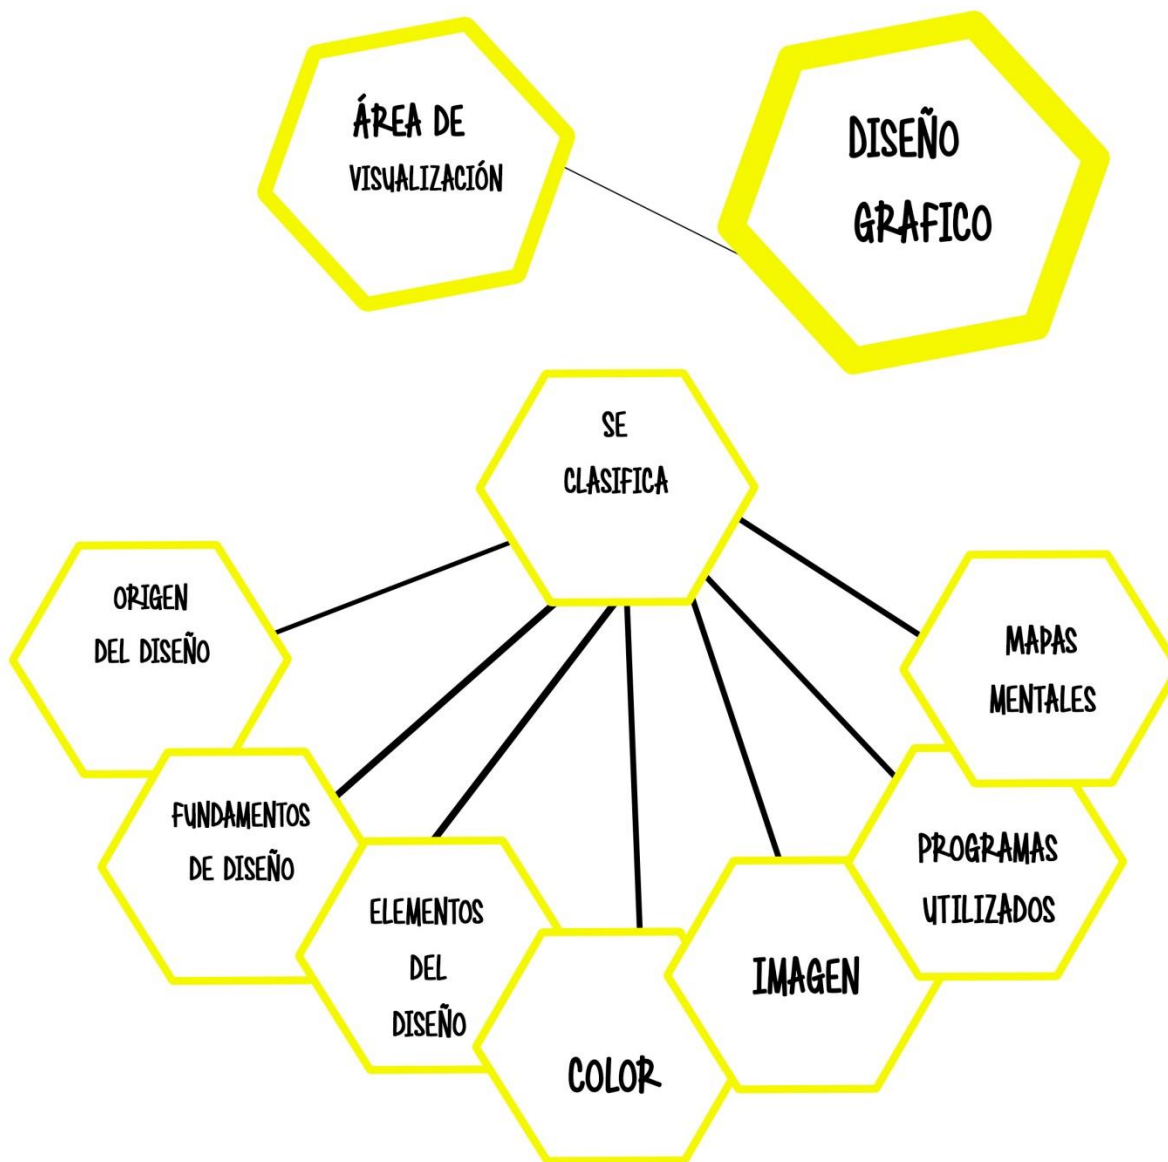 ÁREA DE
VISUALIZACIÓN
DISEÑO
GRAFICO
SE
CLASIFICA
ORIGEN
DEL DISEÑO
FUNDAMENTOS
DE DISEÑO
ELEMENTOS
DEL
DISEÑO
COLOR
IMAGEN
PROGRAMAS
UTILIZADOS
MAPAS
MENTALES